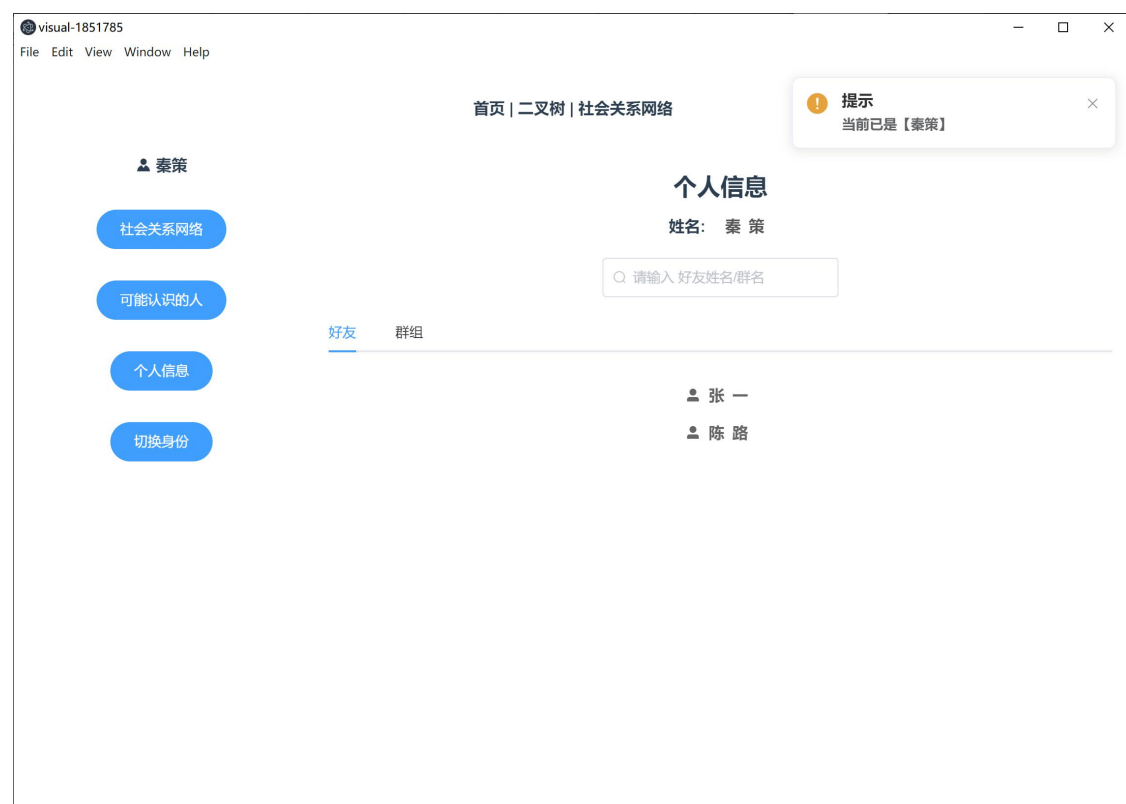 visual-1851785
File Edit View Window Help
首页 | 二叉树 | 社会关系网络
提示
当前已是【秦策】
秦策
社会关系网络
可能认识的人
个人信息
切换身份
个人信息
姓名: 秦 策
请输入 好友姓名/群名
好友 群组
张 一
陈 路